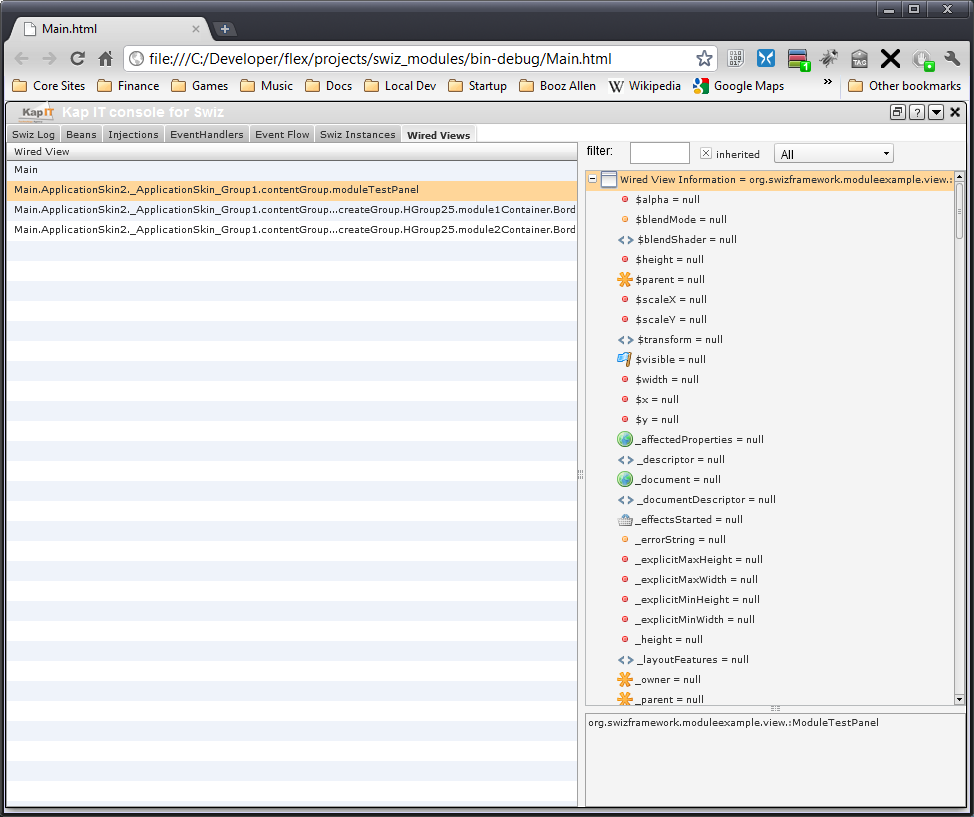 Main.html
file:///C:/Developer/flex/projects/swiz_modules/bin-debug/Main.html
Core Sites Finance Games Music Docs Local Dev Startup Booz Allen Wikipedia Google Maps » Other bookmarks
KapIT Kap IT console for Swiz
Swiz Log Beans Injections EventHandlers Event Flow Swiz Instances Wired Views
Wired View
Main
Main.ApplicationSkin2._ApplicationSkin_Group1.contentGroup.moduleTestPanel
Main.ApplicationSkin2._ApplicationSkin_Group1.contentGroup...createGroup.HGroup25.module1Container.Bord
Main.ApplicationSkin2._ApplicationSkin_Group1.contentGroup...createGroup.HGroup25.module2Container.Bord
filter: inherited All
Wired View Information = org.swizframework.moduleexample.view.:
$alpha = null
$blendMode = null
$blendShader = null
$height = null
$parent = null
$scaleX = null
$scaleY = null
$transform = null
$visible = null
$width = null
$x = null
$y = null
_affectedProperties = null
_descriptor = null
_document = null
_documentDescriptor = null
_effectsStarted = null
_errorString = null
_explicitMaxHeight = null
_explicitMaxWidth = null
_explicitMinHeight = null
_explicitMinWidth = null
_height = null
_layoutFeatures = null
_owner = null
_parent = null
org.swizframework.moduleexample.view.:ModuleTestPanel